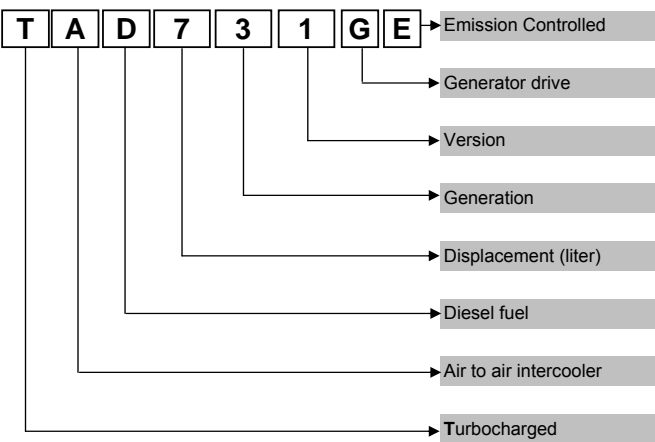 T A D 7 3 1 G E Emission Controlled
Generator drive
Version
Generation
Displacement (liter)
Diesel fuel
Air to air intercooler
Turbocharged